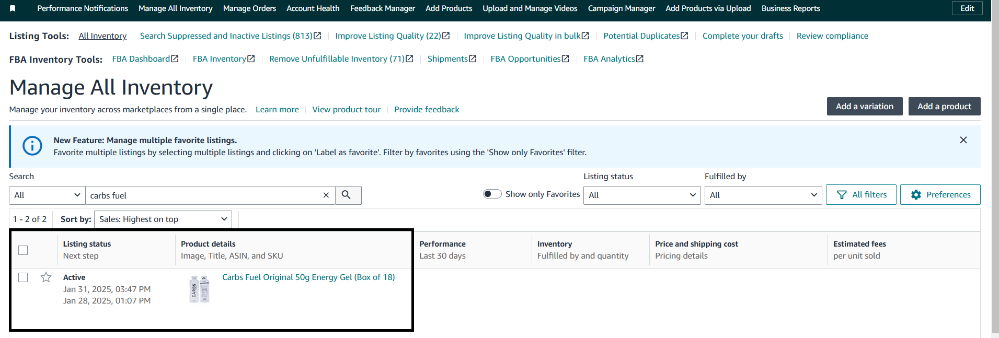 Performance Notifications Manage All Inventory Manage Orders Account Health Feedback Manager Add Products Upload and Manage Videos Campaign Manager Add Products via Upload Business Reports Edit
Listing Tools: All Inventory Search Suppressed and Inactive Listings (813) Improve Listing Quality (22) Improve Listing Quality in bulk Potential Duplicates Complete your drafts Review compliance
FBA Inventory Tools: FBA Dashboard FBA Inventory Remove Unfulfillable Inventory (71) Shipments FBA Opportunities FBA Analytics
Manage All Inventory
Manage your inventory across marketplaces from a single place. Learn more View product tour Provide feedback
Add a variation Add a product
New Feature: Manage multiple favorite listings.
Favorite multiple listings by selecting multiple listings and clicking on 'Label as favorite'. Filter by favorites using the 'Show only Favorites' filter.
Search Listing status Fulfilled by
All carbs fuel Show only Favorites All All All filters Preferences
1 - 2 of 2 Sort by: Sales: Highest on top
Listing status Product details Performance Inventory Price and shipping cost Estimated fees
Next step Image, Title, ASIN, and SKU Last 30 days Fulfilled by and quantity Pricing details per unit sold
Active Carbs Fuel Original 50g Energy Gel (Box of 18)
Jan 31, 2025, 03:47 PM
Jan 28, 2025, 01:07 PM
CARBS